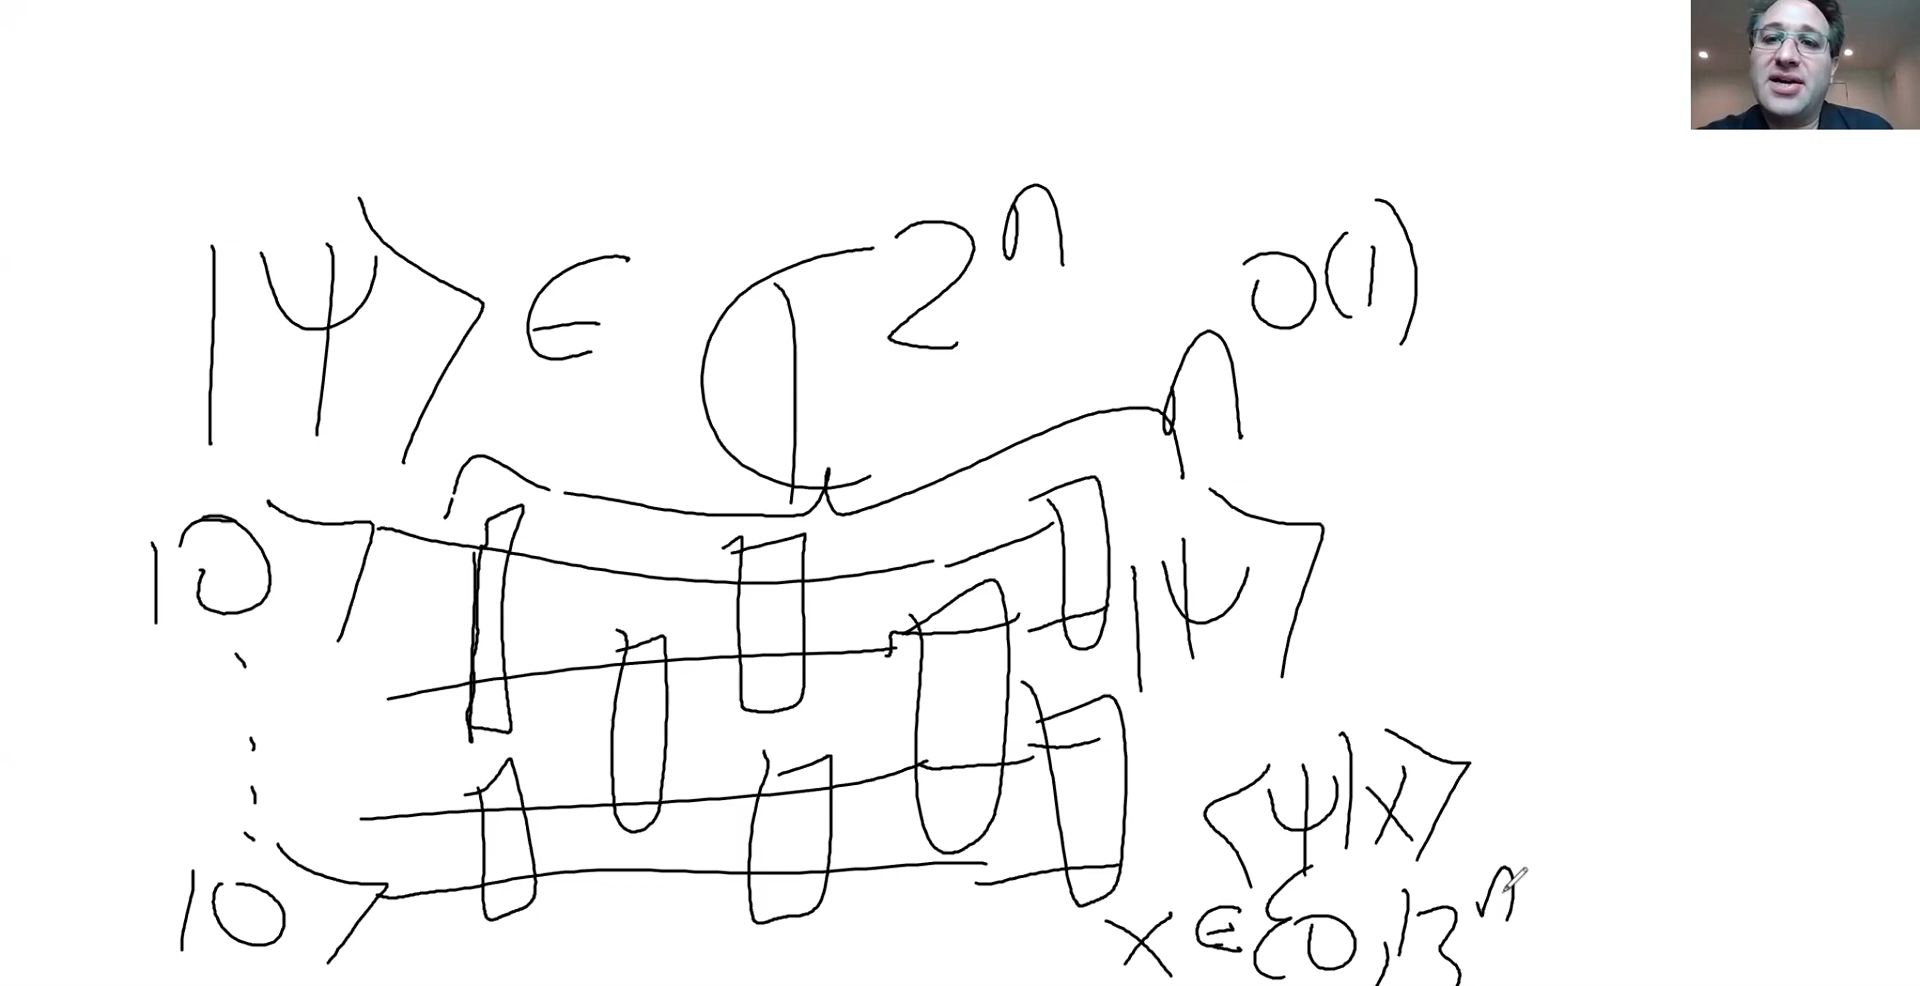 |ψ⟩ ∈ ℂ^{2^n}
n^{O(1)}
|0⟩
|ψ⟩
⋮
|0⟩
⟨ψ|x⟩
x ∈ {0,1}^n